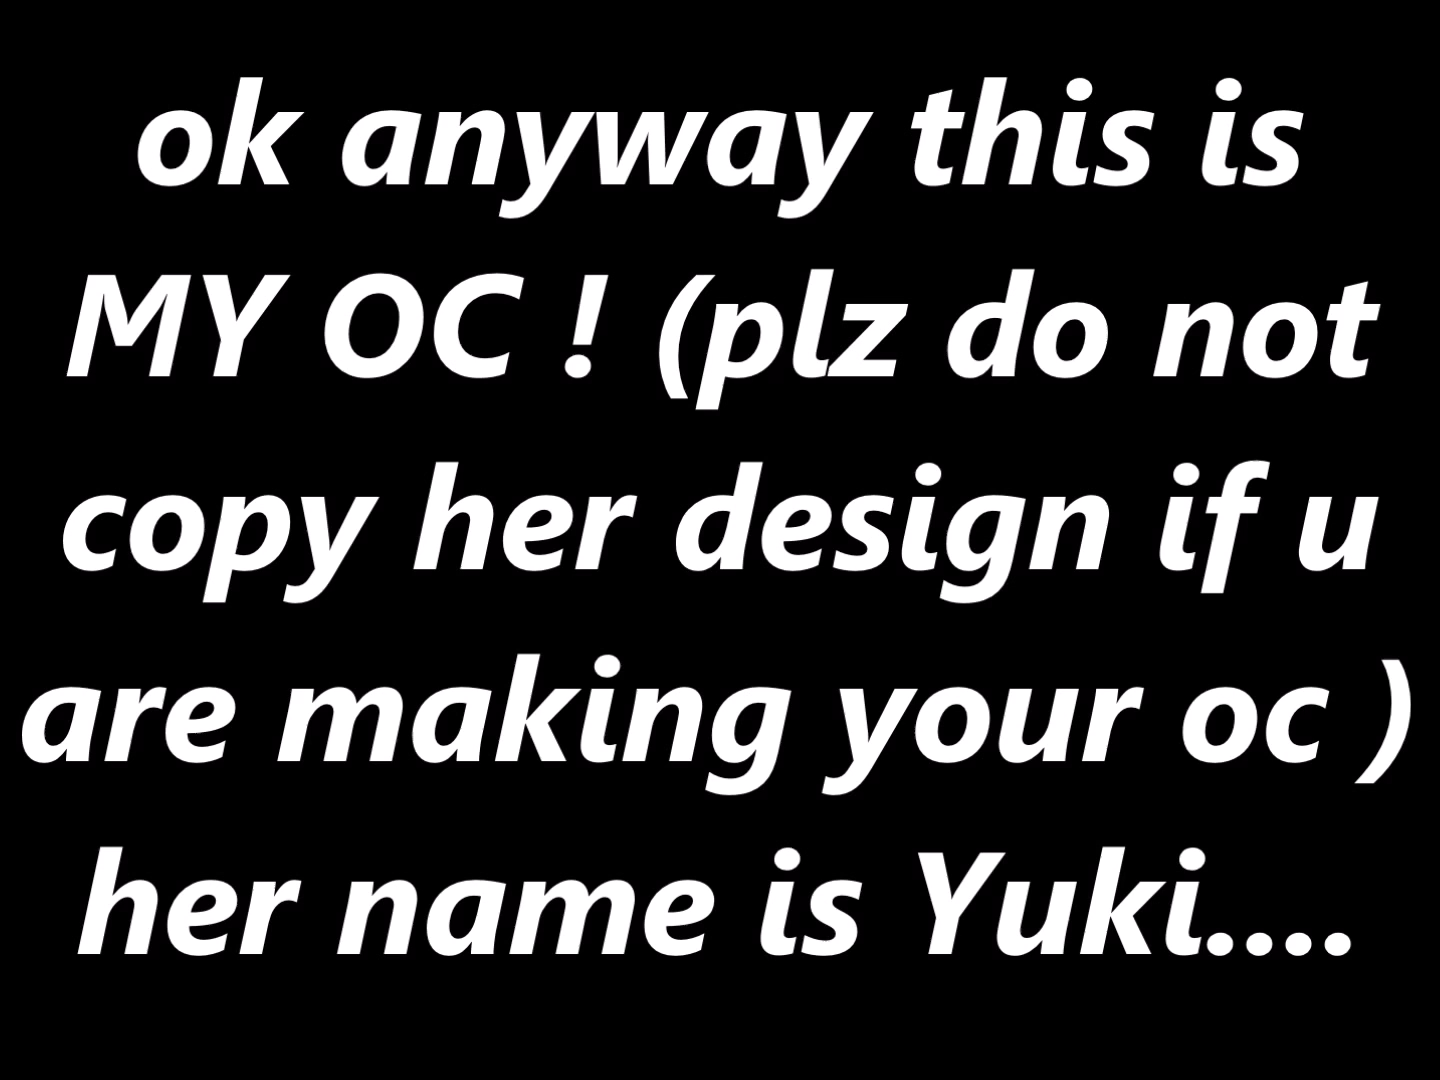 ok anyway this is
MY OC ! (plz do not
copy her design if u
are making your oc )
her name is Yuki....